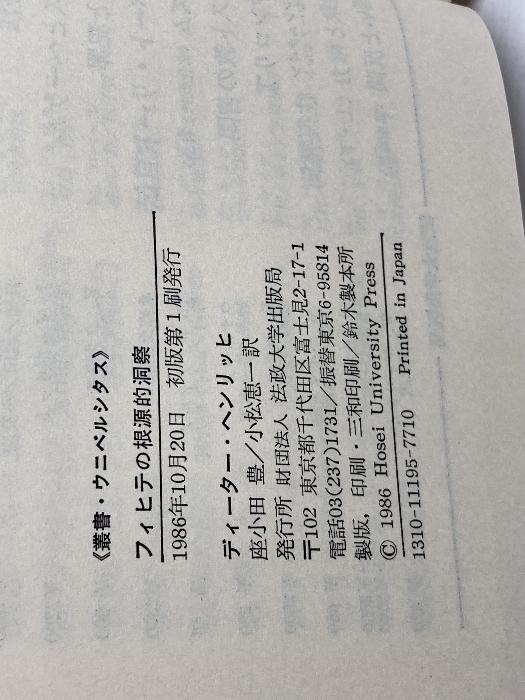 《叢書・ウニベルシタス》
フィヒテの根源的洞察
1986年10月20日 初版第1刷発行
ディーター・ヘンリッヒ
座小田 豊／小松恵一 訳
発行所 財団法人 法政大学出版局
〒102 東京都千代田区富士見2-17-1
電話03(237)1731／振替東京6-95814
製版，印刷・三和印刷／鈴木製本所
© 1986 Hosei University Press
1310-11195-7710 Printed in Japan